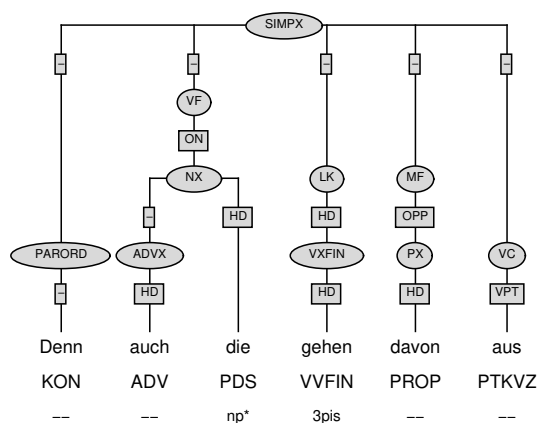 SIMPX
– – – – –
VF
ON
NX LK MF
– HD HD OPP
PARORD ADVX VXFIN PX VC
– HD HD HD VPT
Denn auch die gehen davon aus
KON ADV PDS VVFIN PROP PTKVZ
–– –– np* 3pis –– ––